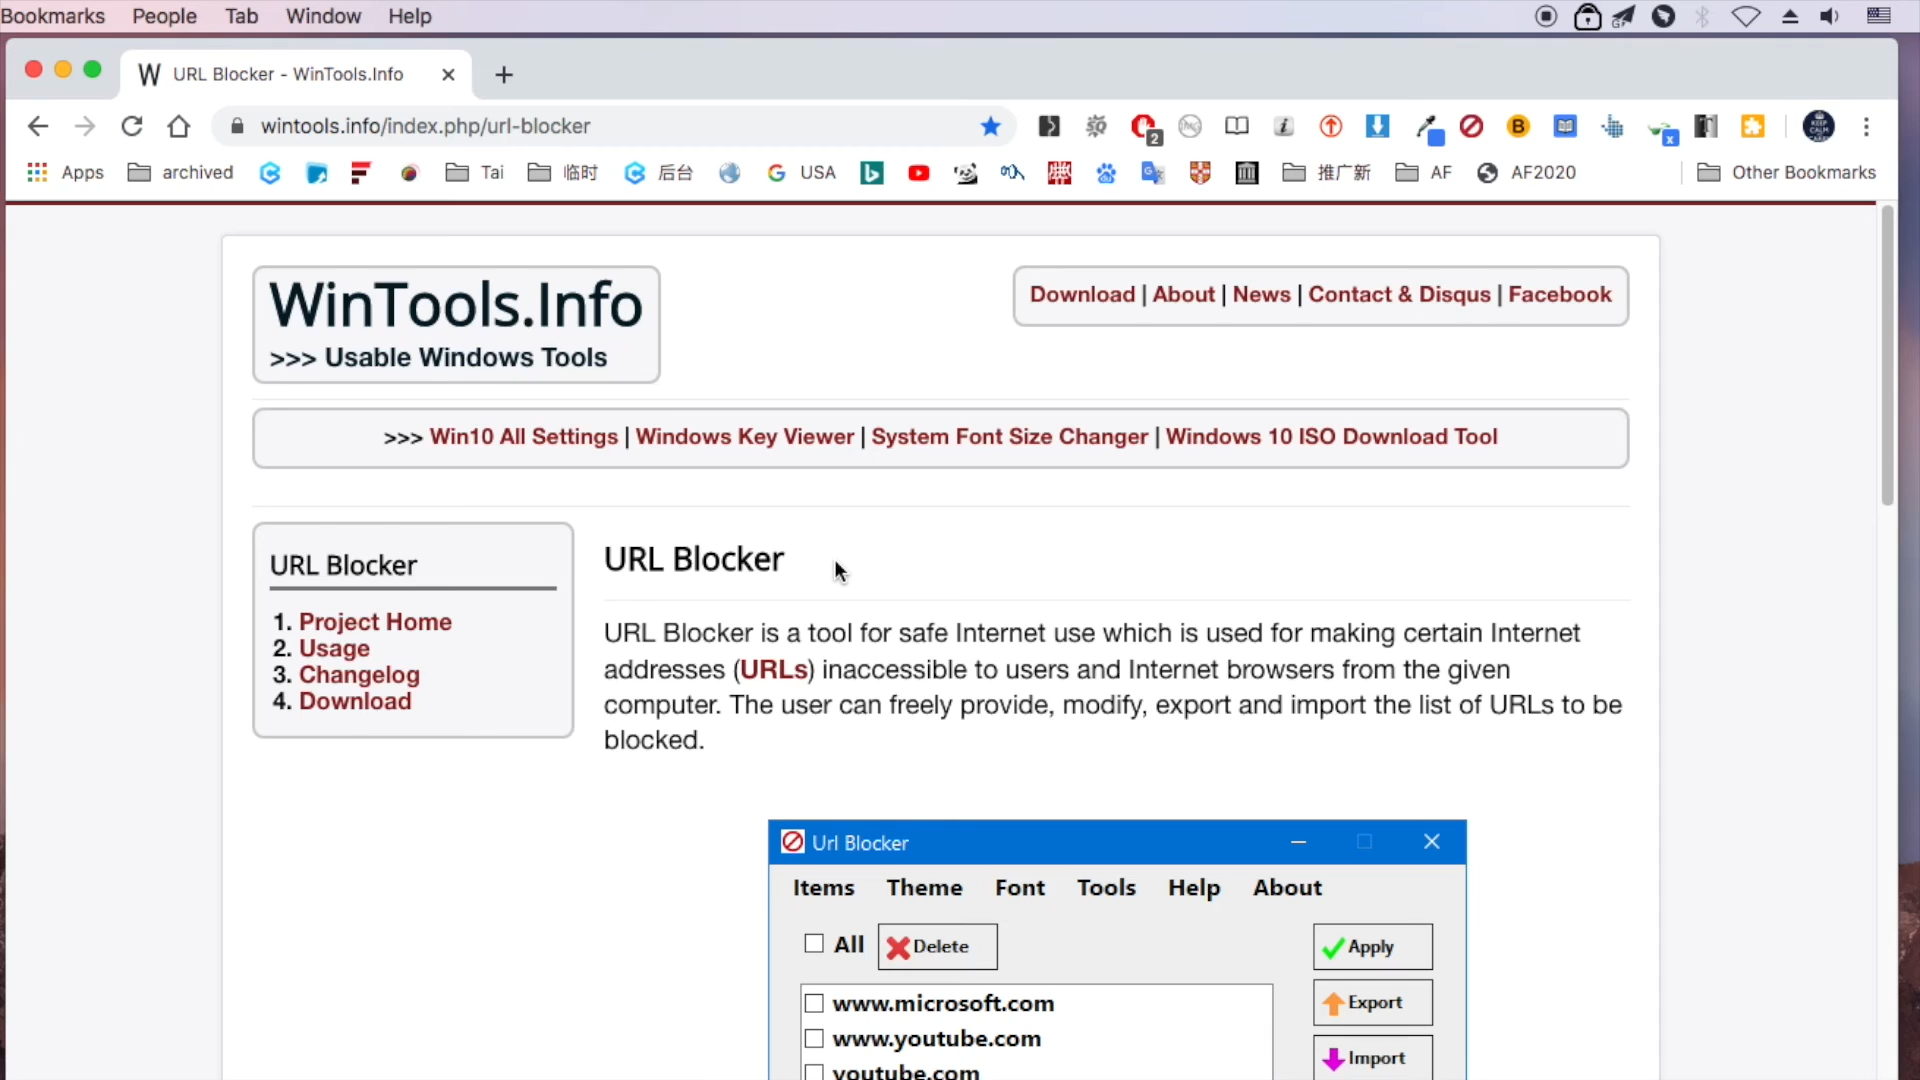 Bookmarks People Tab Window Help
URL Blocker - WinTools.Info
wintools.info/index.php/url-blocker
2
B
Apps archived Tai 临时 后台 USA 推广新 AF AF2020 Other Bookmarks
WinTools.Info
>>> Usable Windows Tools
Download | About | News | Contact & Disqus | Facebook
>>> Win10 All Settings | Windows Key Viewer | System Font Size Changer | Windows 10 ISO Download Tool
URL Blocker
1. Project Home
2. Usage
3. Changelog
4. Download
URL Blocker
URL Blocker is a tool for safe Internet use which is used for making certain Internet
addresses (URLs) inaccessible to users and Internet browsers from the given
computer. The user can freely provide, modify, export and import the list of URLs to be
blocked.
Url Blocker
Items Theme Font Tools Help About
All Delete Apply
www.microsoft.com Export
www.youtube.com
youtube.com Import